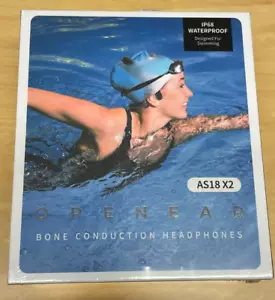 IP68
WATERPROOF
Designed For
Swimming
AS18 X2
OPENEAR
BONE CONDUCTION HEADPHONES